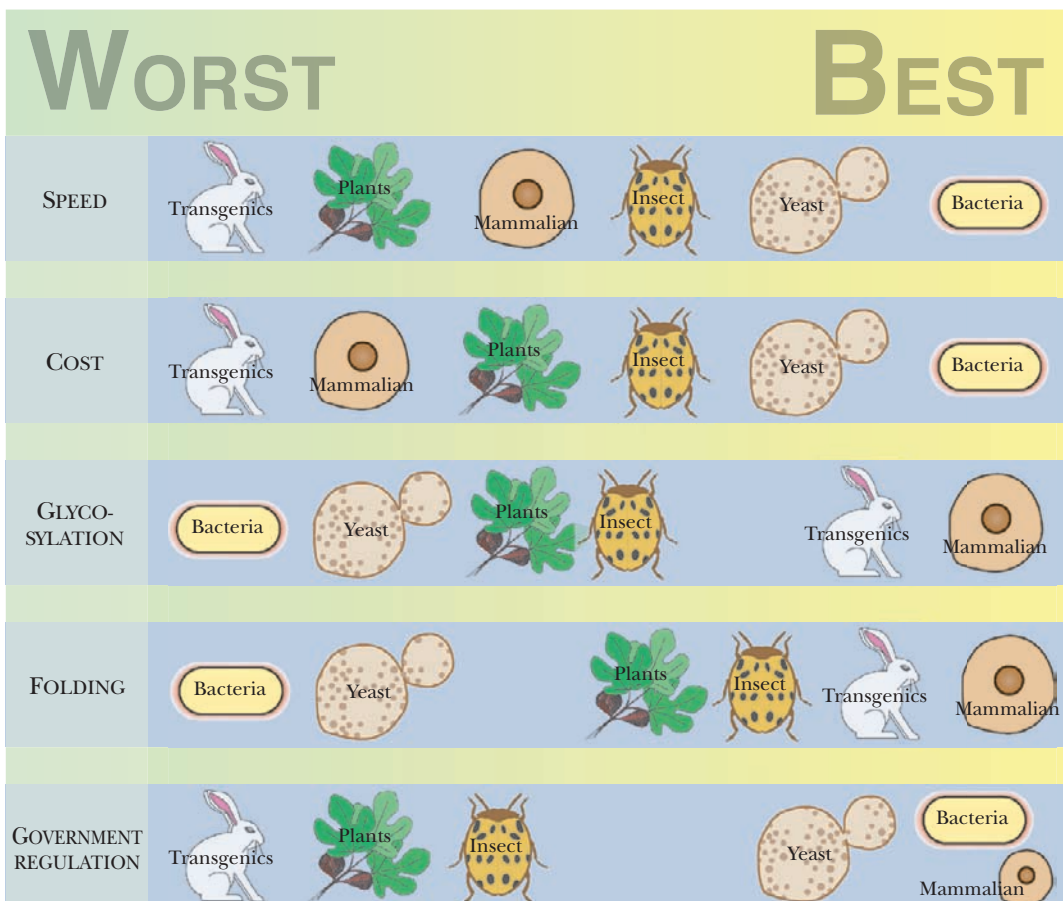 WORST BEST
SPEED Transgenics Plants Mammalian Insect Yeast Bacteria
COST Transgenics Mammalian Plants Insect Yeast Bacteria
GLYCO-
SYLATION Bacteria Yeast Plants Insect Transgenics Mammalian
FOLDING Bacteria Yeast Plants Insect Transgenics Mammalian
GOVERNMENT
REGULATION Transgenics Plants Insect Yeast Bacteria
Mammalian